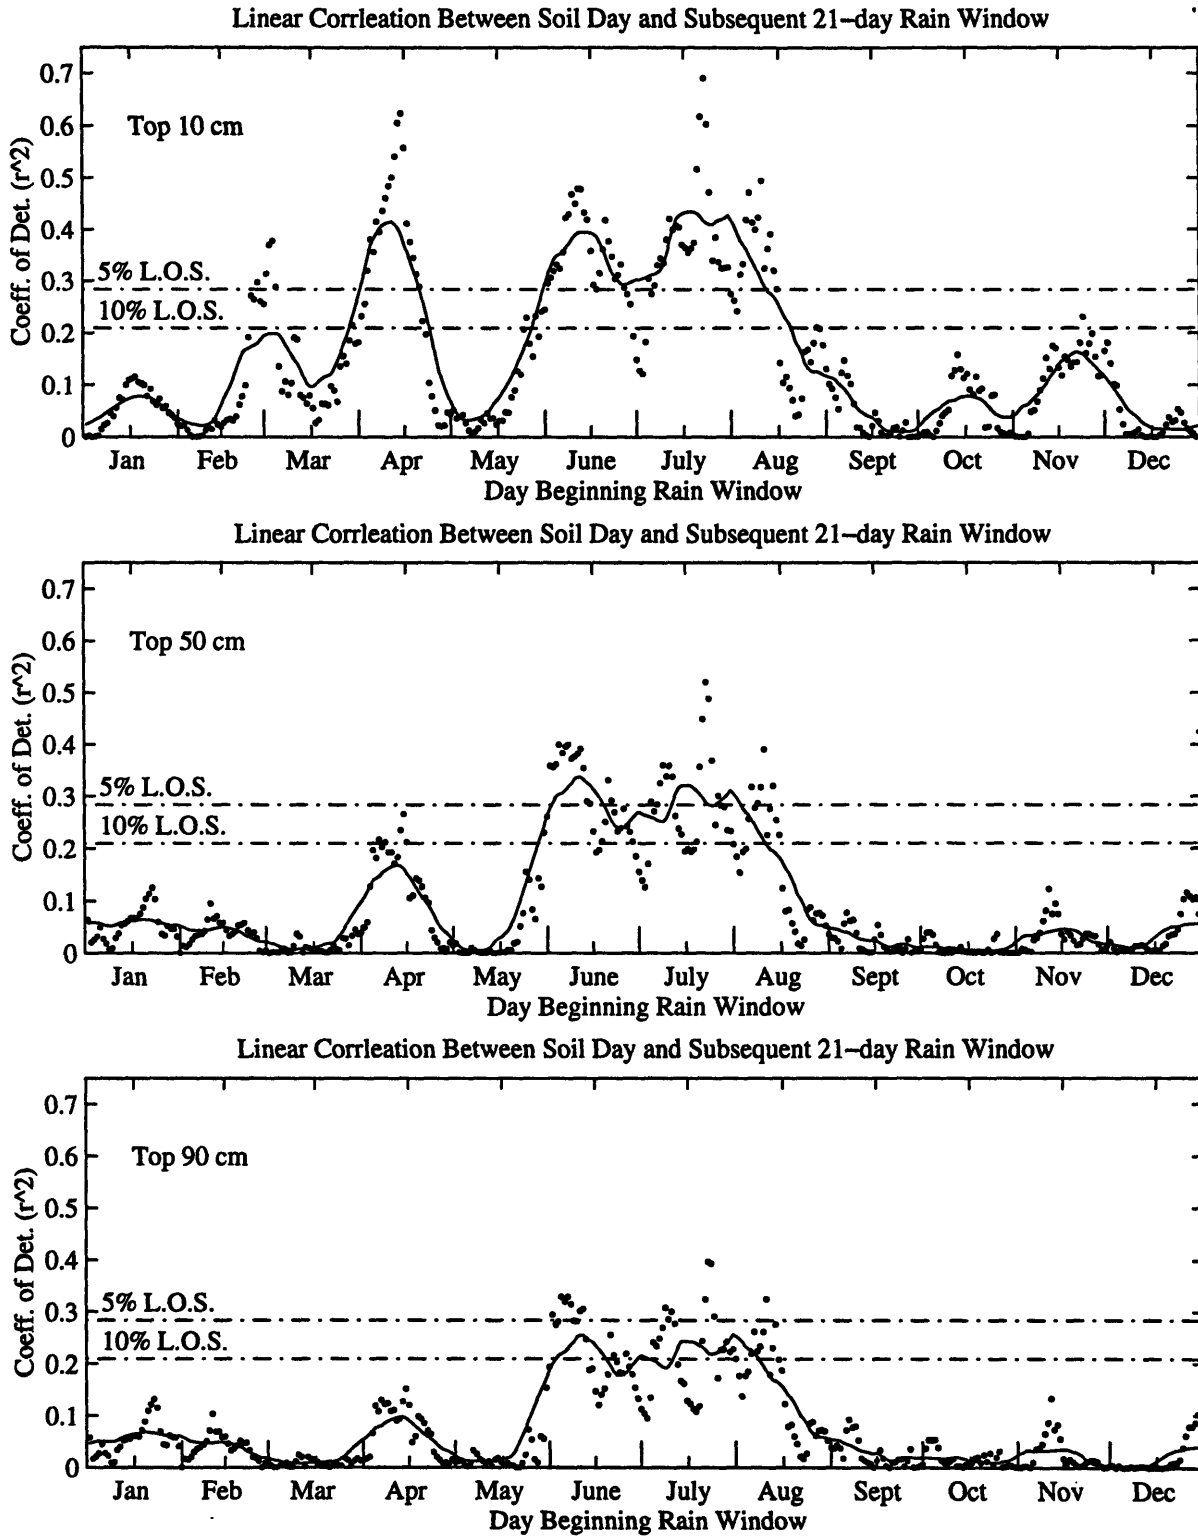 Linear Corrleation Between Soil Day and Subsequent 21–day Rain Window
0.7
0.6
0.5
0.4
0.3
0.2
0.1
0
Coeff. of Det. (r^2)
Top 10 cm
5% L.O.S.
10% L.O.S.
Jan Feb Mar Apr May June July Aug Sept Oct Nov Dec
Day Beginning Rain Window
Linear Corrleation Between Soil Day and Subsequent 21–day Rain Window
0.7
0.6
0.5
0.4
0.3
0.2
0.1
0
Coeff. of Det. (r^2)
Top 50 cm
5% L.O.S.
10% L.O.S.
Jan Feb Mar Apr May June July Aug Sept Oct Nov Dec
Day Beginning Rain Window
Linear Corrleation Between Soil Day and Subsequent 21–day Rain Window
0.7
0.6
0.5
0.4
0.3
0.2
0.1
0
Coeff. of Det. (r^2)
Top 90 cm
5% L.O.S.
10% L.O.S.
Jan Feb Mar Apr May June July Aug Sept Oct Nov Dec
Day Beginning Rain Window